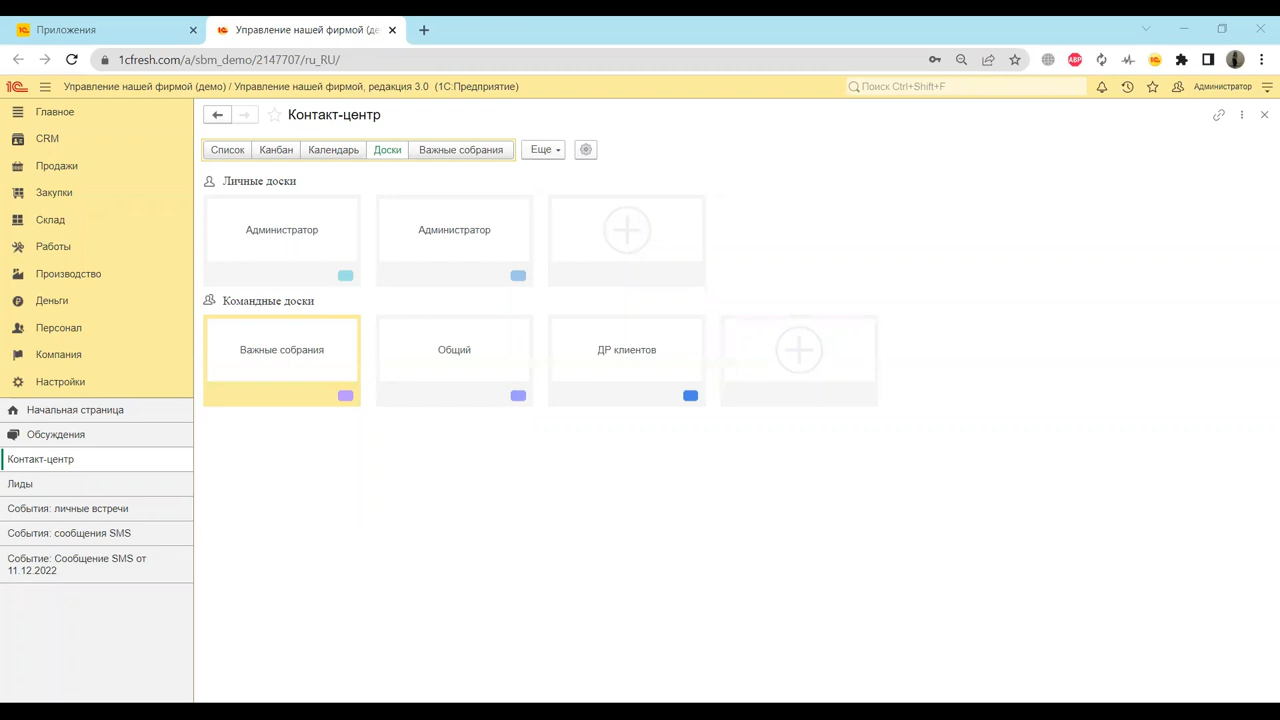 Приложения
Управление нашей фирмой (де
1cfresh.com/a/sbm_demo/2147707/ru_RU/
ABP
1С
Управление нашей фирмой (демо) / Управление нашей фирмой, редакция 3.0 (1С:Предприятие)
Поиск Ctrl+Shift+F
Администратор
Главное
CRM
Продажи
Закупки
Склад
Работы
Производство
Деньги
Персонал
Компания
Настройки
Начальная страница
Обсуждения
Контакт-центр
Лиды
События: личные встречи
События: сообщения SMS
Событие: Сообщение SMS от
11.12.2022
Контакт-центр
Список Канбан Календарь Доски Важные собрания Еще
Личные доски
Администратор Администратор
Командные доски
Важные собрания Общий ДР клиентов